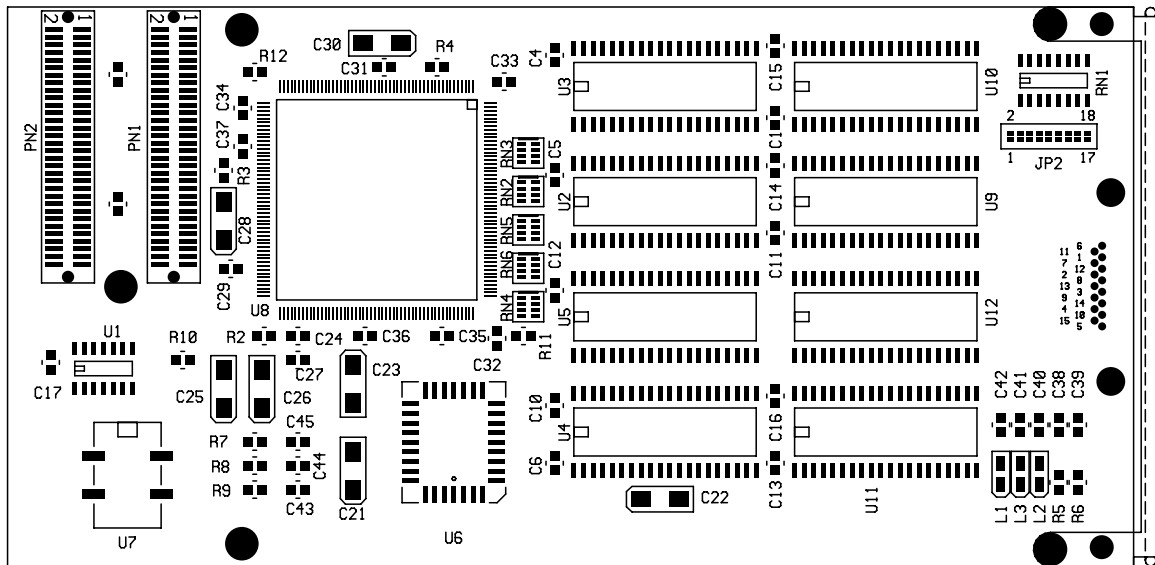 2 1
2 1
PN2
PN1
R12
C30
C31
R4
C33
C4
U3
C15
U10
RN1
2 18
1 17
JP2
C34
C37
R3
C28
C29
U8
RN3
RN2
RN5
RN6
RN4
C5
C12
U2
C1
C14
C11
U9
U5
U12
6
1
12
8
3
14
10
5
11
7
2
13
9
4
15
U1
C17
R10
R2
C24
C27
C36
C35
C32
R11
C25
C26
C23
C10
C6
U4
C16
C13
U11
C42
C41
C40
C38
C39
R7
R8
R9
C45
C44
C43
C21
U6
C22
U7
L1
L3
L2
R5
R6